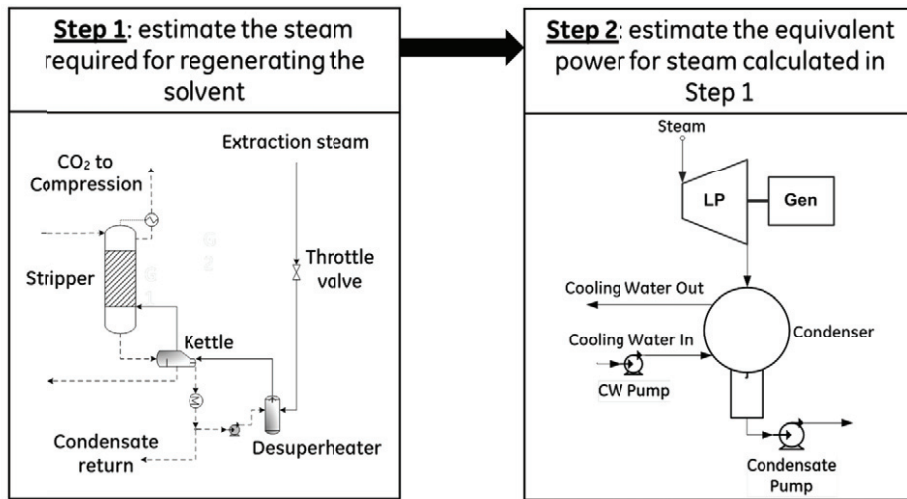 Step 1: estimate the steam
required for regenerating the
solvent
Extraction steam
CO₂ to
Compression
Throttle
valve
Stripper
Kettle
Desuperheater
Condensate
return
Step 2: estimate the equivalent
power for steam calculated in
Step 1
Steam
LP
Gen
Cooling Water Out
Condenser
Cooling Water In
CW Pump
Condensate
Pump